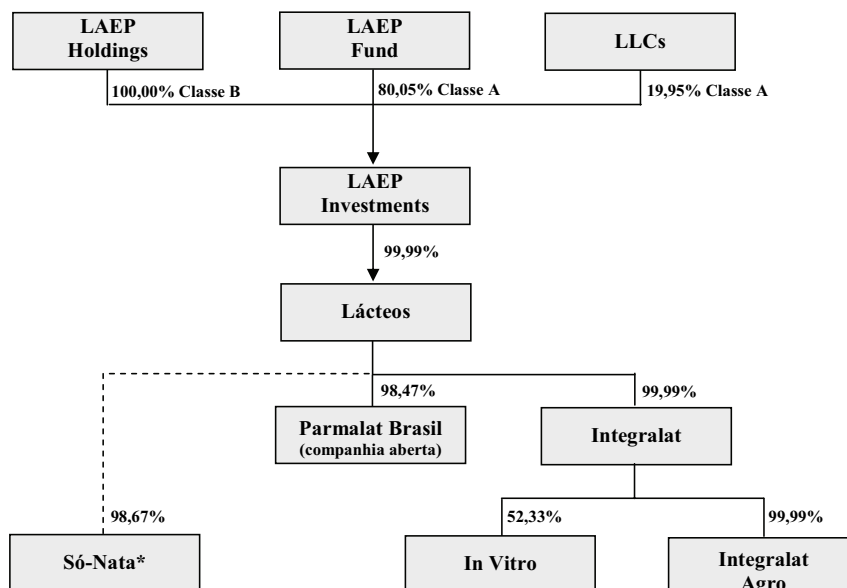 LAEP
Holdings
LAEP
Fund
LLCs
100,00% Classe B
80,05% Classe A
19,95% Classe A
LAEP
Investments
99,99%
Lácteos
98,47%
99,99%
Parmalat Brasil
(companhia aberta)
Integralat
98,67%
52,33%
99,99%
Só-Nata*
In Vitro
Integralat
Agro